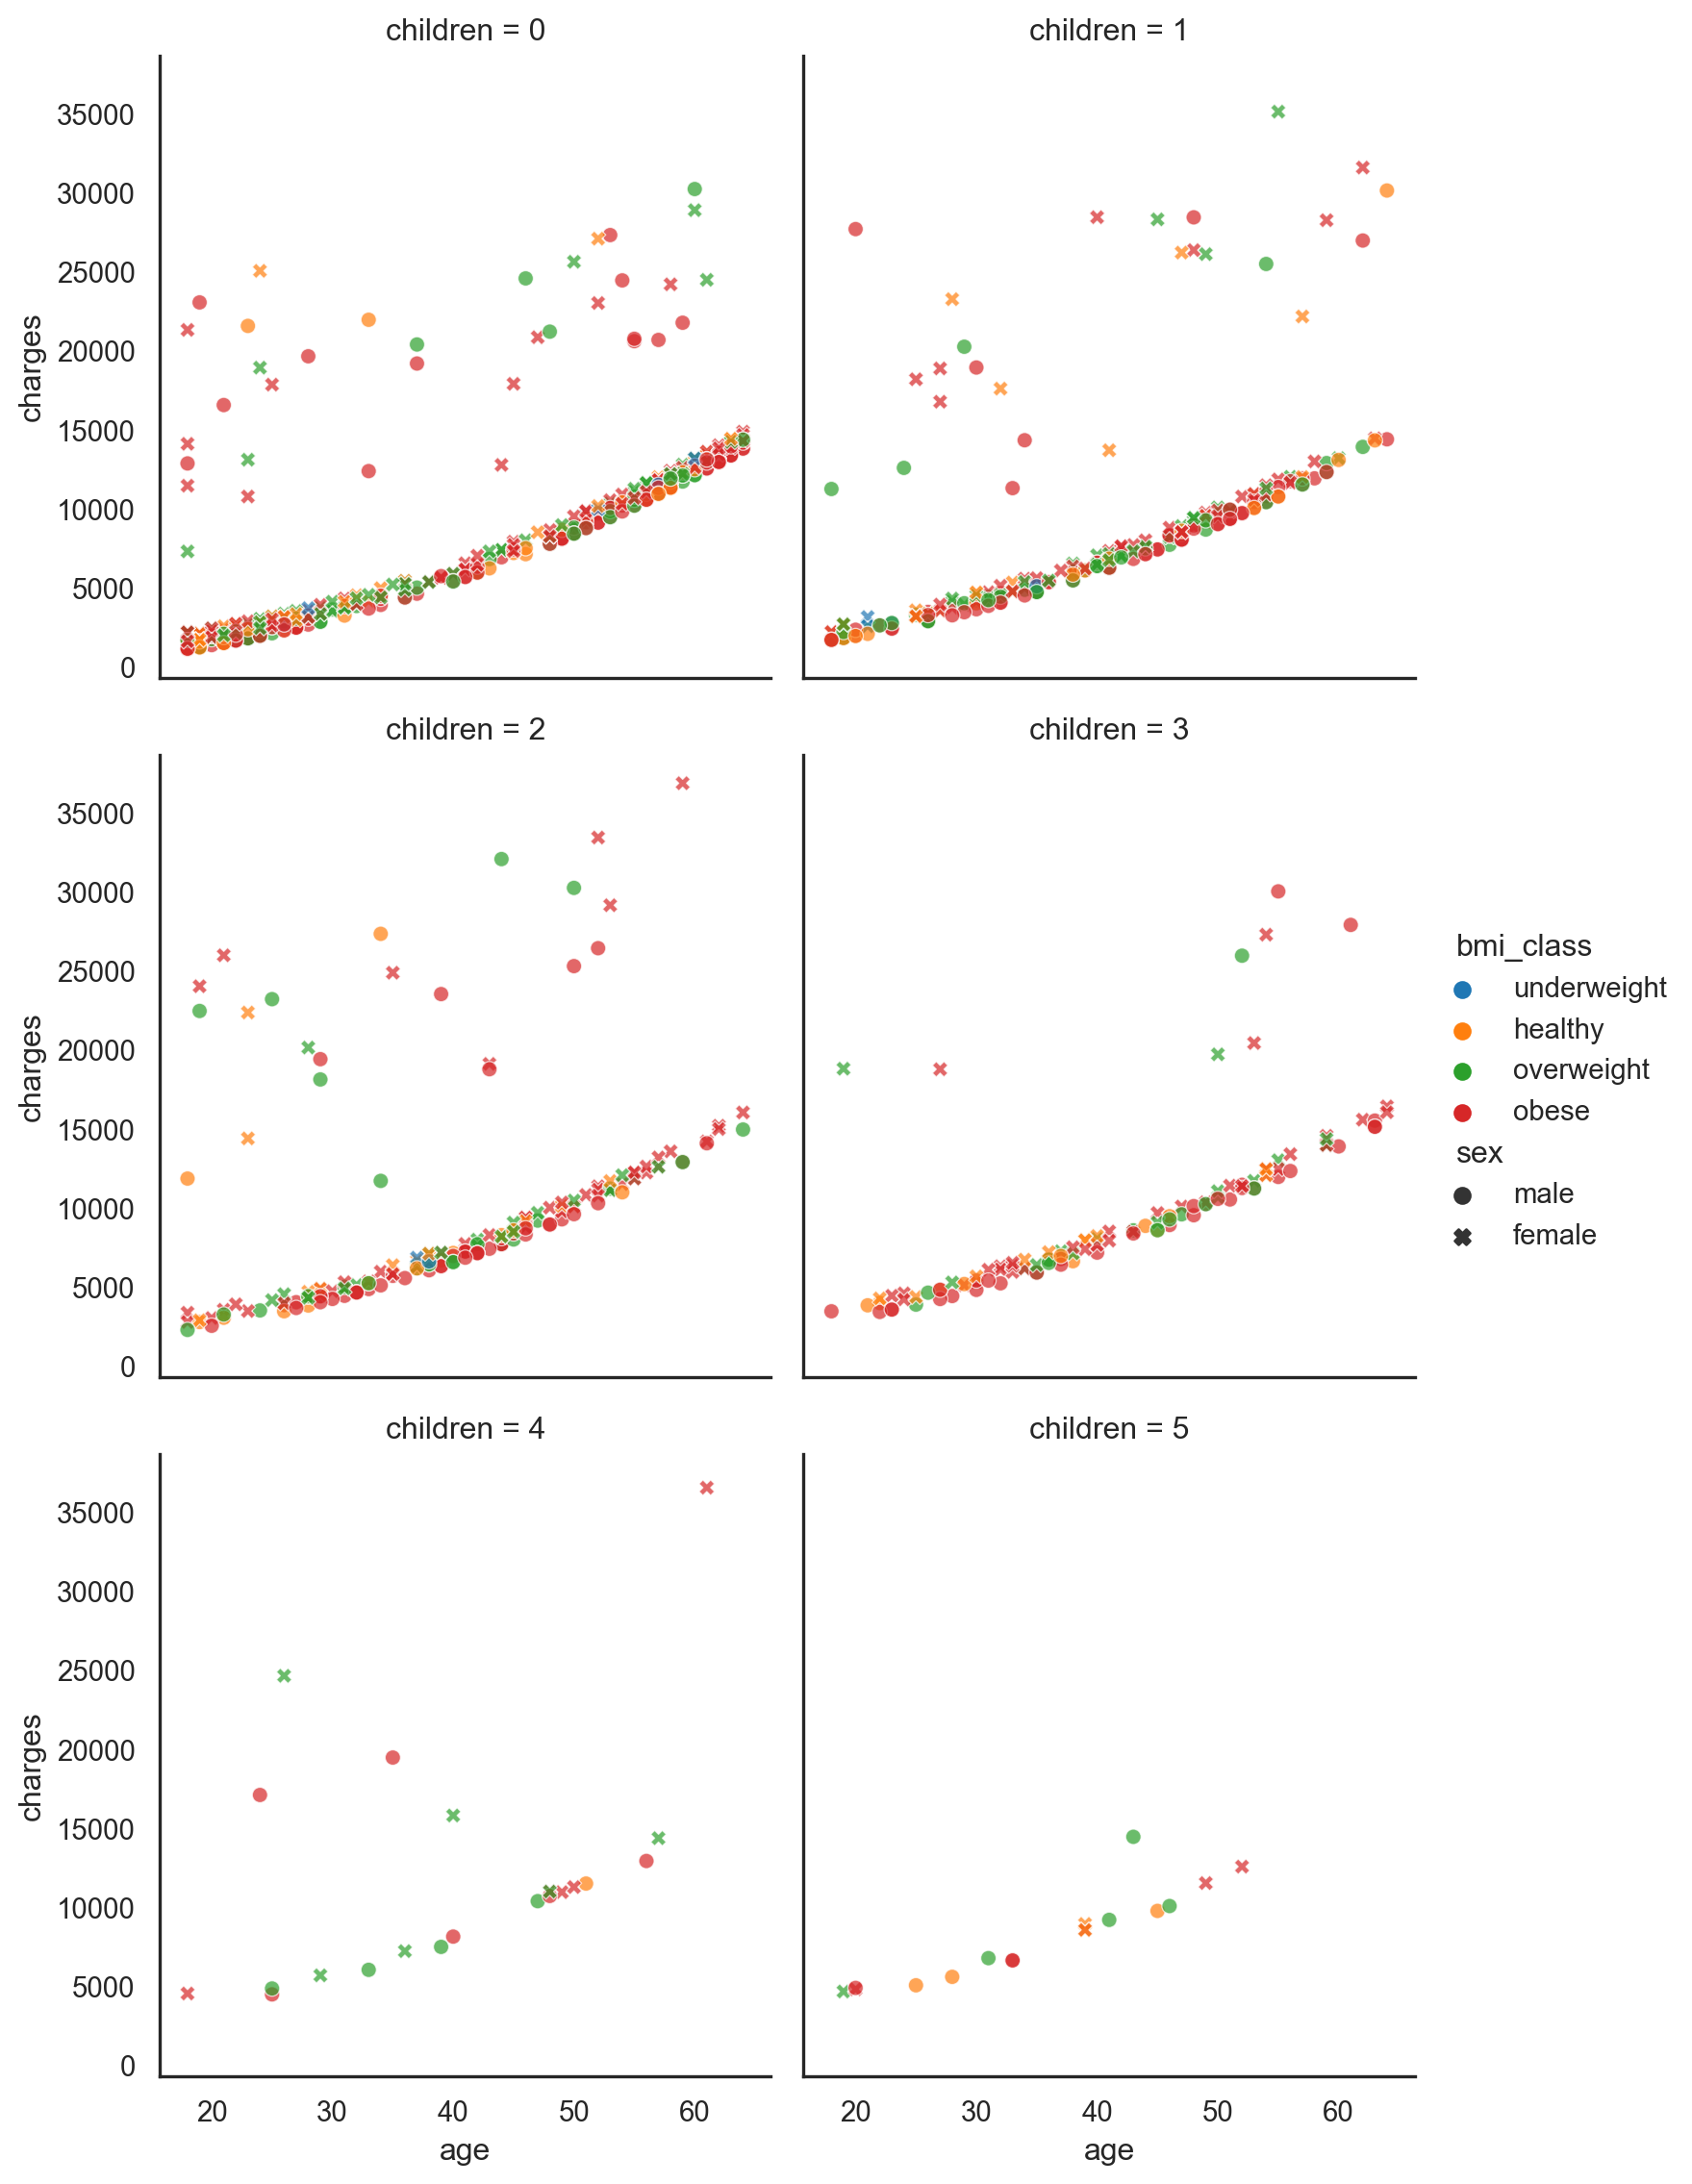 children = 0
children = 1
35000
30000
25000
20000
15000
10000
5000
0
charges
children = 2
children = 3
35000
30000
25000
20000
15000
10000
5000
0
charges
bmi_class
underweight
healthy
overweight
obese
sex
male
female
children = 4
children = 5
35000
30000
25000
20000
15000
10000
5000
0
charges
20 30 40 50 60
age
20 30 40 50 60
age